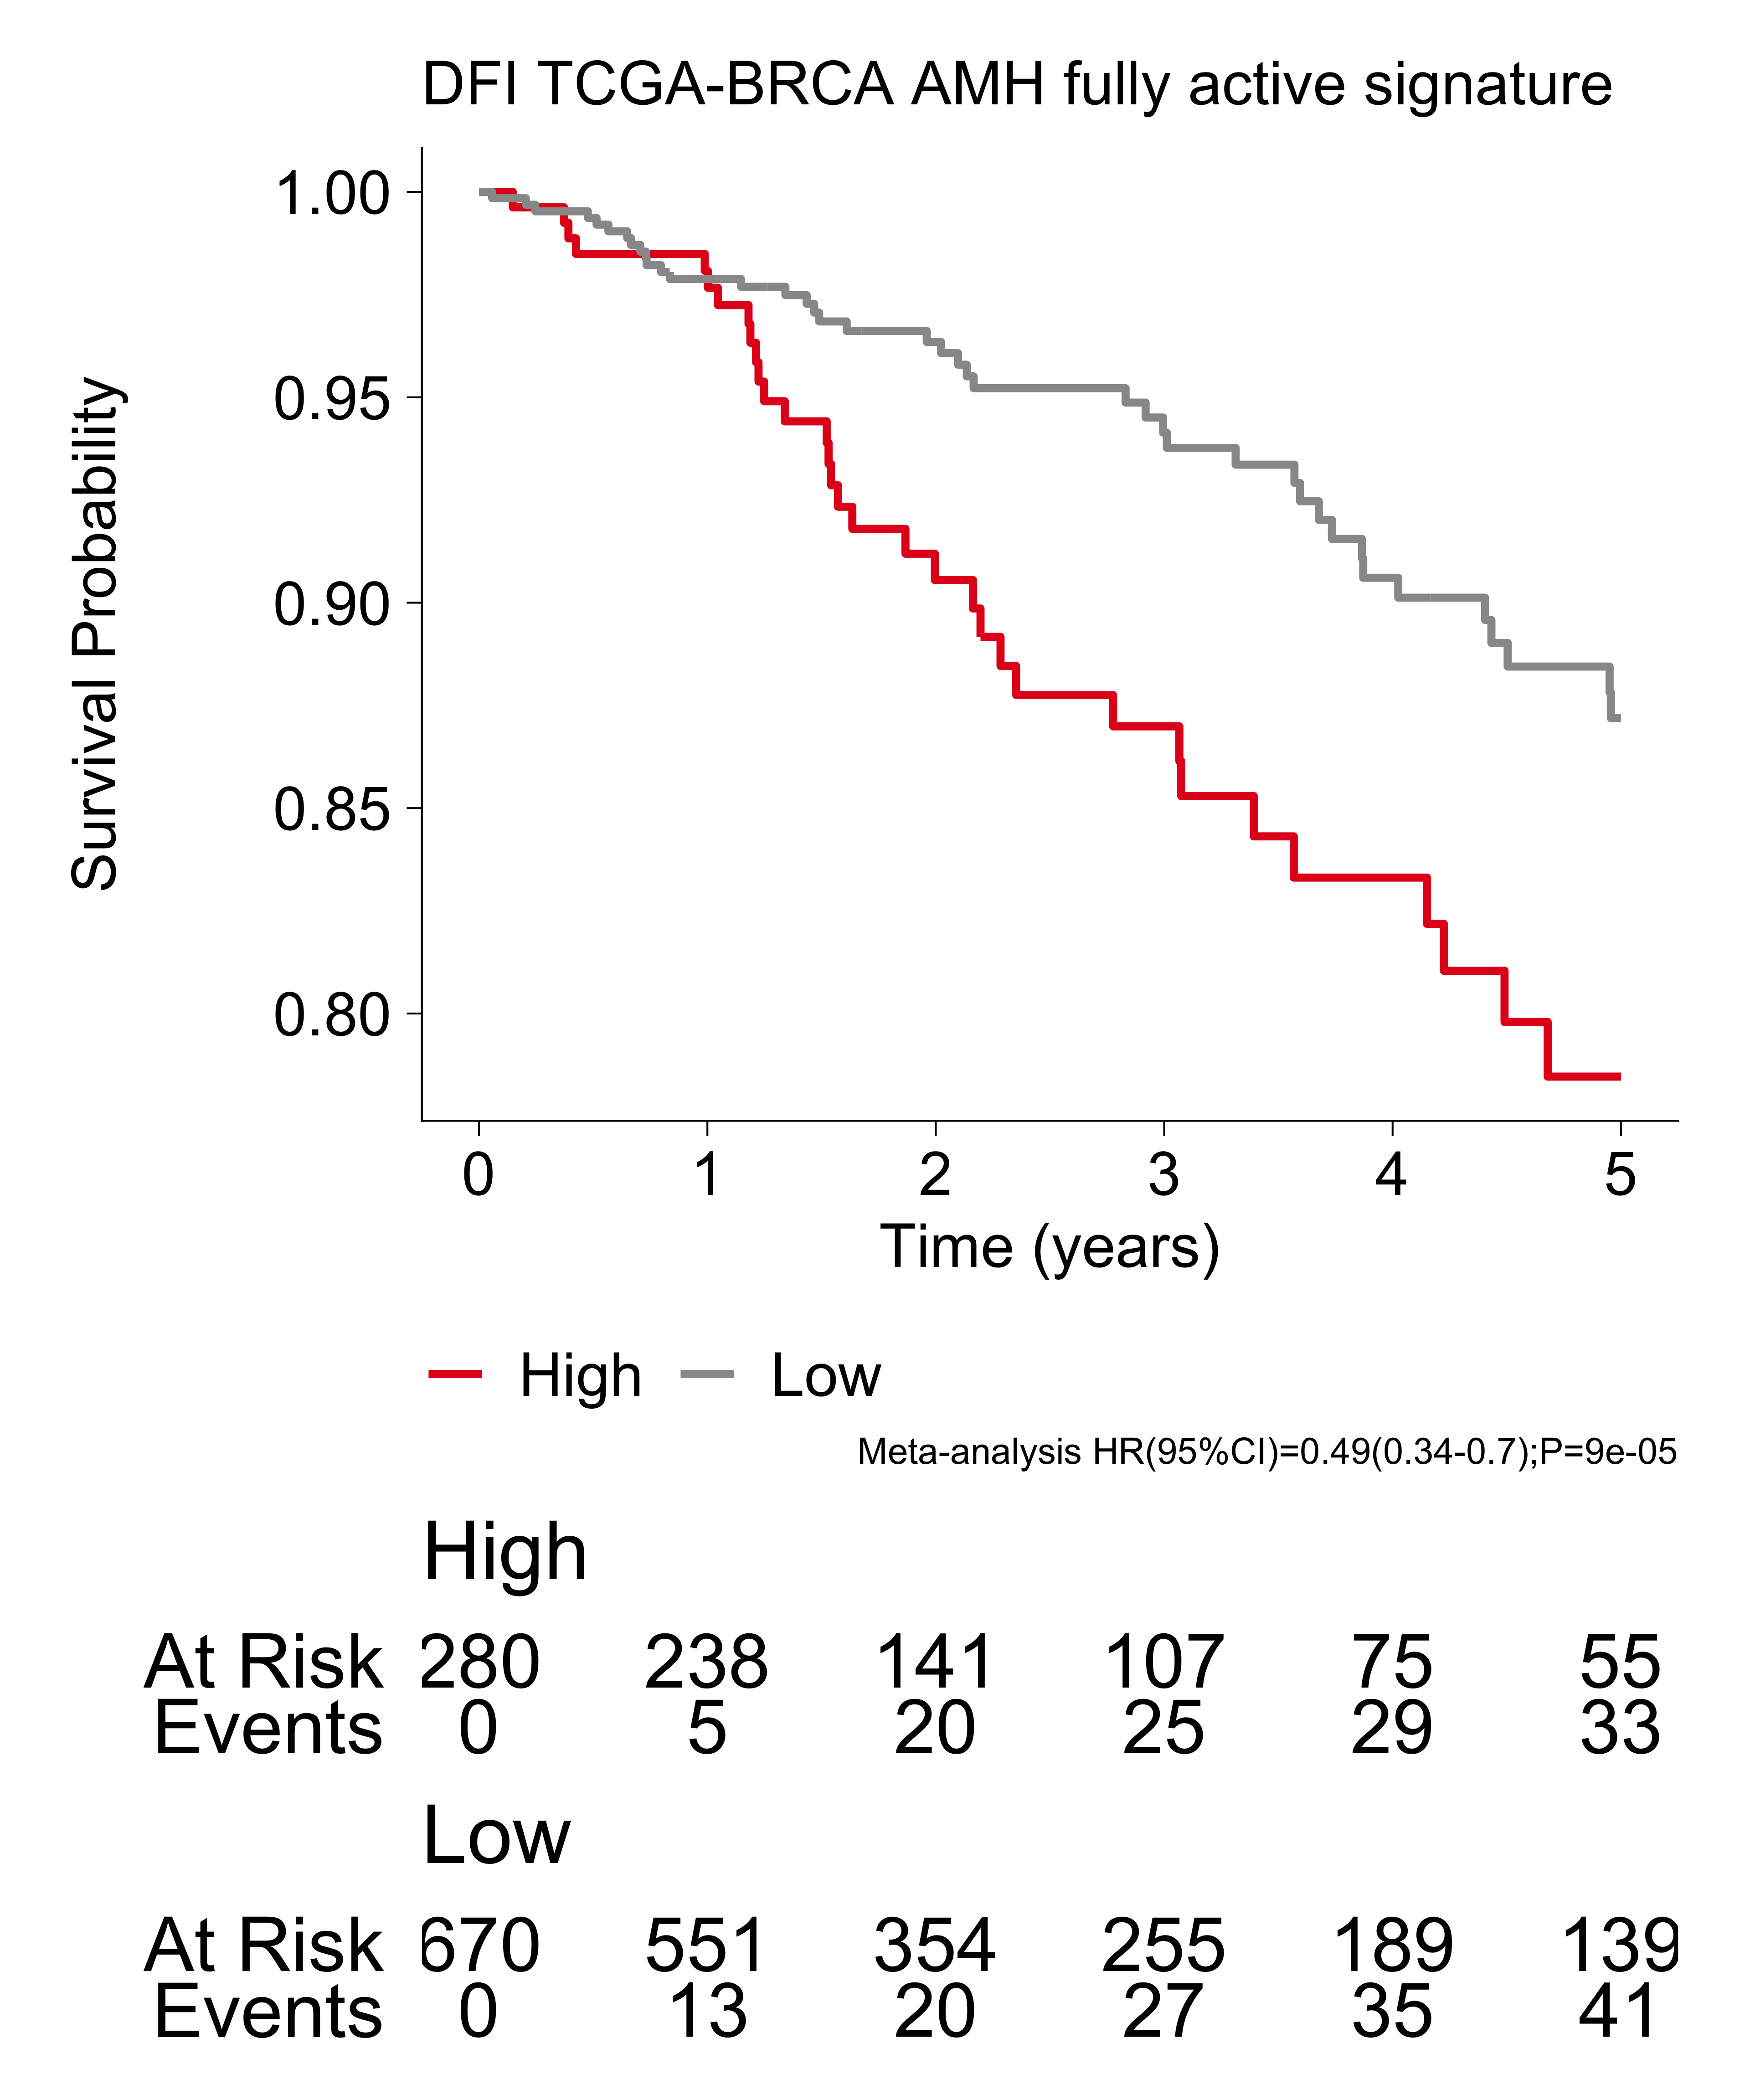 DFI TCGA-BRCA AMH fully active signature
Survival Probability
1.00
0.95
0.90
0.85
0.80
0 1 2 3 4 5
Time (years)
High Low
Meta-analysis HR(95%CI)=0.49(0.34-0.7);P=9e-05
High
At Risk 280 238 141 107 75 55
Events 0 5 20 25 29 33
Low
At Risk 670 551 354 255 189 139
Events 0 13 20 27 35 41